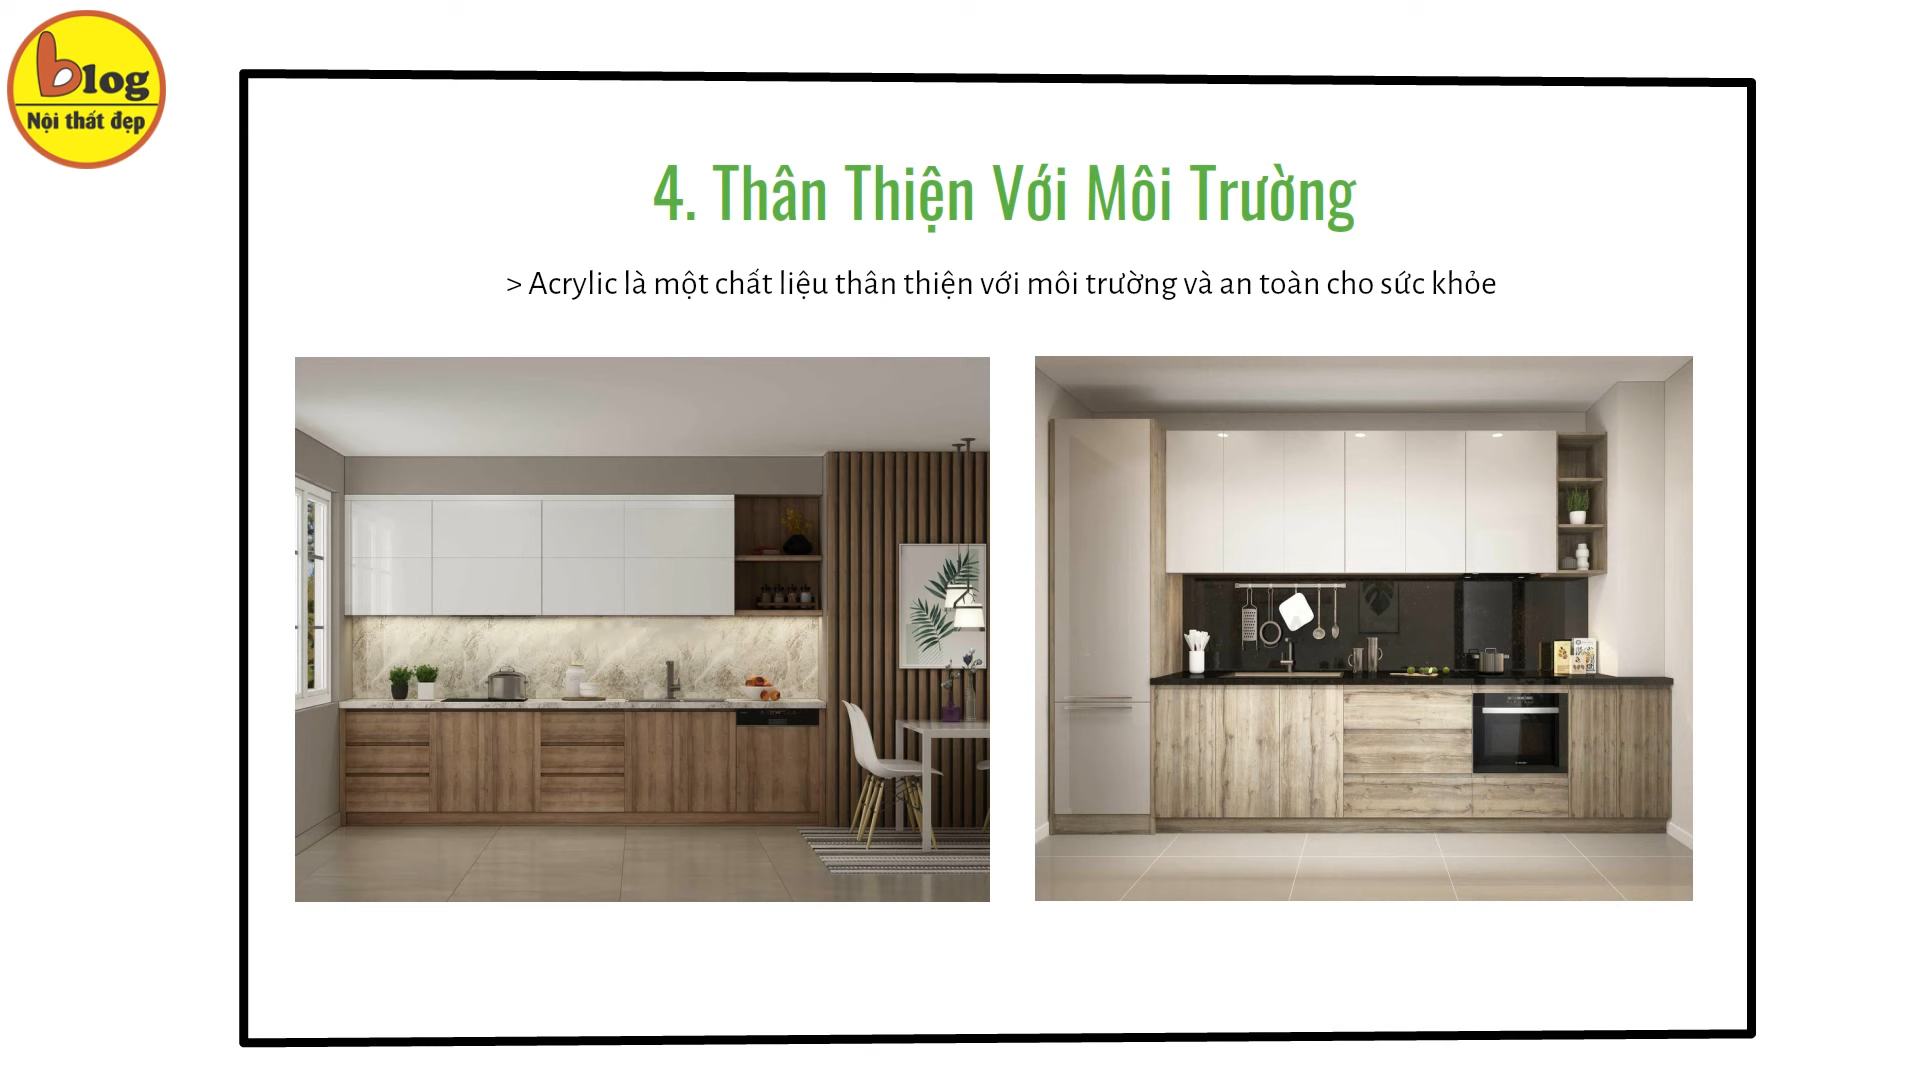 blog
Nội thất đẹp
4. Thân Thiện Với Môi Trường
> Acrylic là một chất liệu thân thiện với môi trường và an toàn cho sức khỏe